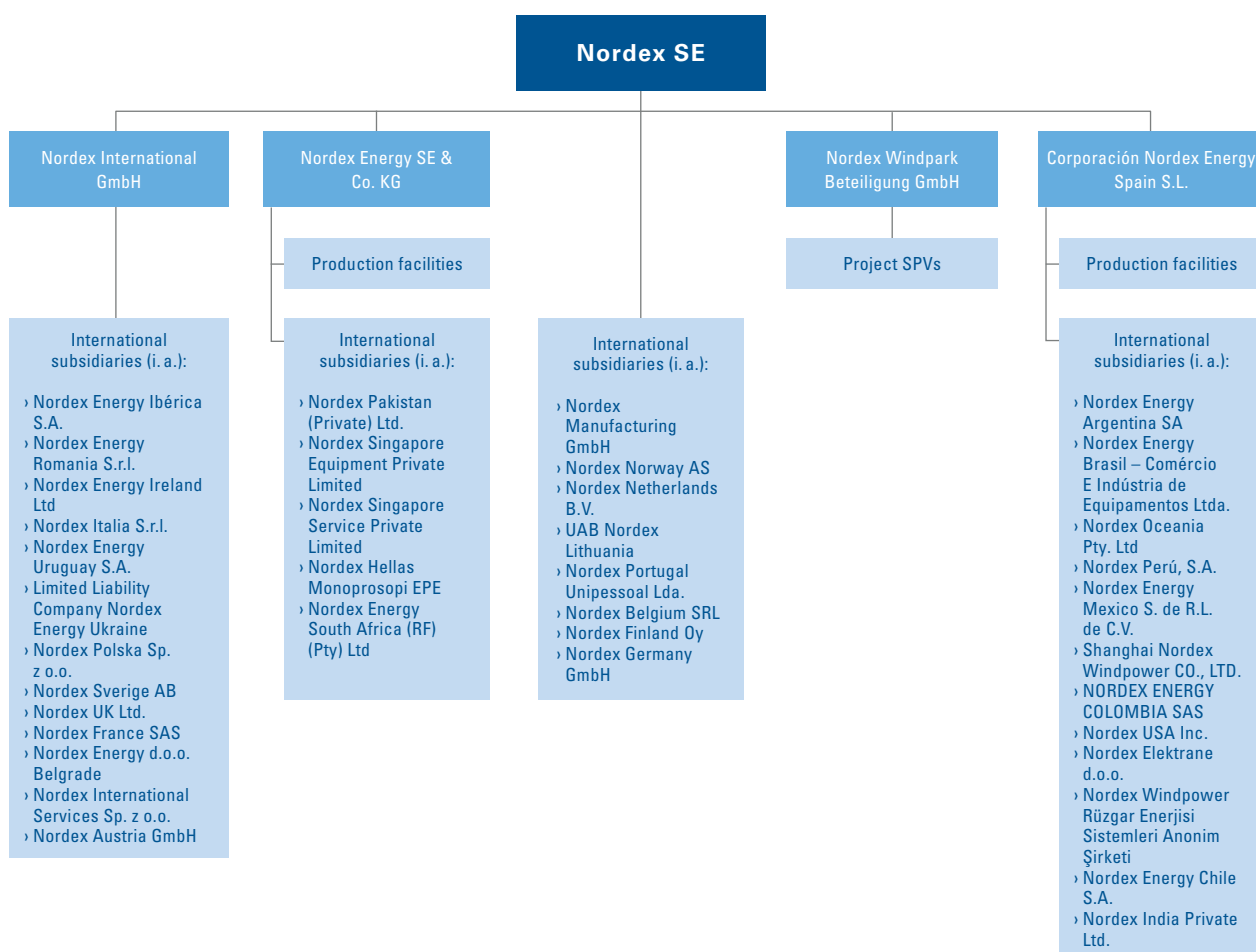 Nordex SE
Nordex International
GmbH
Nordex Energy SE &
Co. KG
Nordex Windpark
Beteiligung GmbH
Corporación Nordex Energy
Spain S.L.
Production facilities
Project SPVs
Production facilities
International
subsidiaries (i. a.):
› Nordex Energy Ibérica
S.A.
› Nordex Energy
Romania S.r.l.
› Nordex Energy Ireland
Ltd
› Nordex Italia S.r.l.
› Nordex Energy
Uruguay S.A.
› Limited Liability
Company Nordex
Energy Ukraine
› Nordex Polska Sp.
z o.o.
› Nordex Sverige AB
› Nordex UK Ltd.
› Nordex France SAS
› Nordex Energy d.o.o.
Belgrade
› Nordex International
Services Sp. z o.o.
› Nordex Austria GmbH
International
subsidiaries (i. a.):
› Nordex Pakistan
(Private) Ltd.
› Nordex Singapore
Equipment Private
Limited
› Nordex Singapore
Service Private
Limited
› Nordex Hellas
Monoprosopi EPE
› Nordex Energy
South Africa (RF)
(Pty) Ltd
International
subsidiaries (i. a.):
› Nordex
Manufacturing
GmbH
› Nordex Norway AS
› Nordex Netherlands
B.V.
› UAB Nordex
Lithuania
› Nordex Portugal
Unipessoal Lda.
› Nordex Belgium SRL
› Nordex Finland Oy
› Nordex Germany
GmbH
International
subsidiaries (i. a.):
› Nordex Energy
Argentina SA
› Nordex Energy
Brasil – Comércio
E Indústria de
Equipamentos Ltda.
› Nordex Oceania
Pty. Ltd
› Nordex Perú, S.A.
› Nordex Energy
Mexico S. de R.L.
de C.V.
› Shanghai Nordex
Windpower CO., LTD.
› NORDEX ENERGY
COLOMBIA SAS
› Nordex USA Inc.
› Nordex Elektrane
d.o.o.
› Nordex Windpower
Rüzgar Enerjisi
Sistemleri Anonim
Şirketi
› Nordex Energy Chile
S.A.
› Nordex India Private
Ltd.